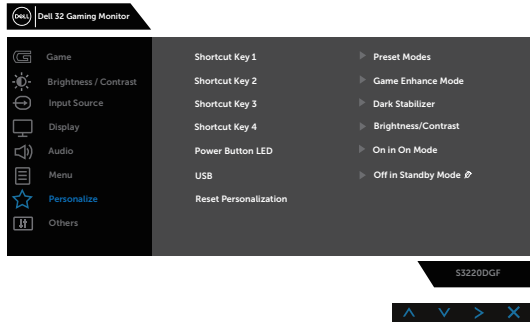 DELL Dell 32 Gaming Monitor
Game
Brightness / Contrast
Input Source
Display
Audio
Menu
Personalize
Others
Shortcut Key 1 Preset Modes
Shortcut Key 2 Game Enhance Mode
Shortcut Key 3 Dark Stabilizer
Shortcut Key 4 Brightness/Contrast
Power Button LED On in On Mode
USB Off in Standby Mode
Reset Personalization
S3220DGF